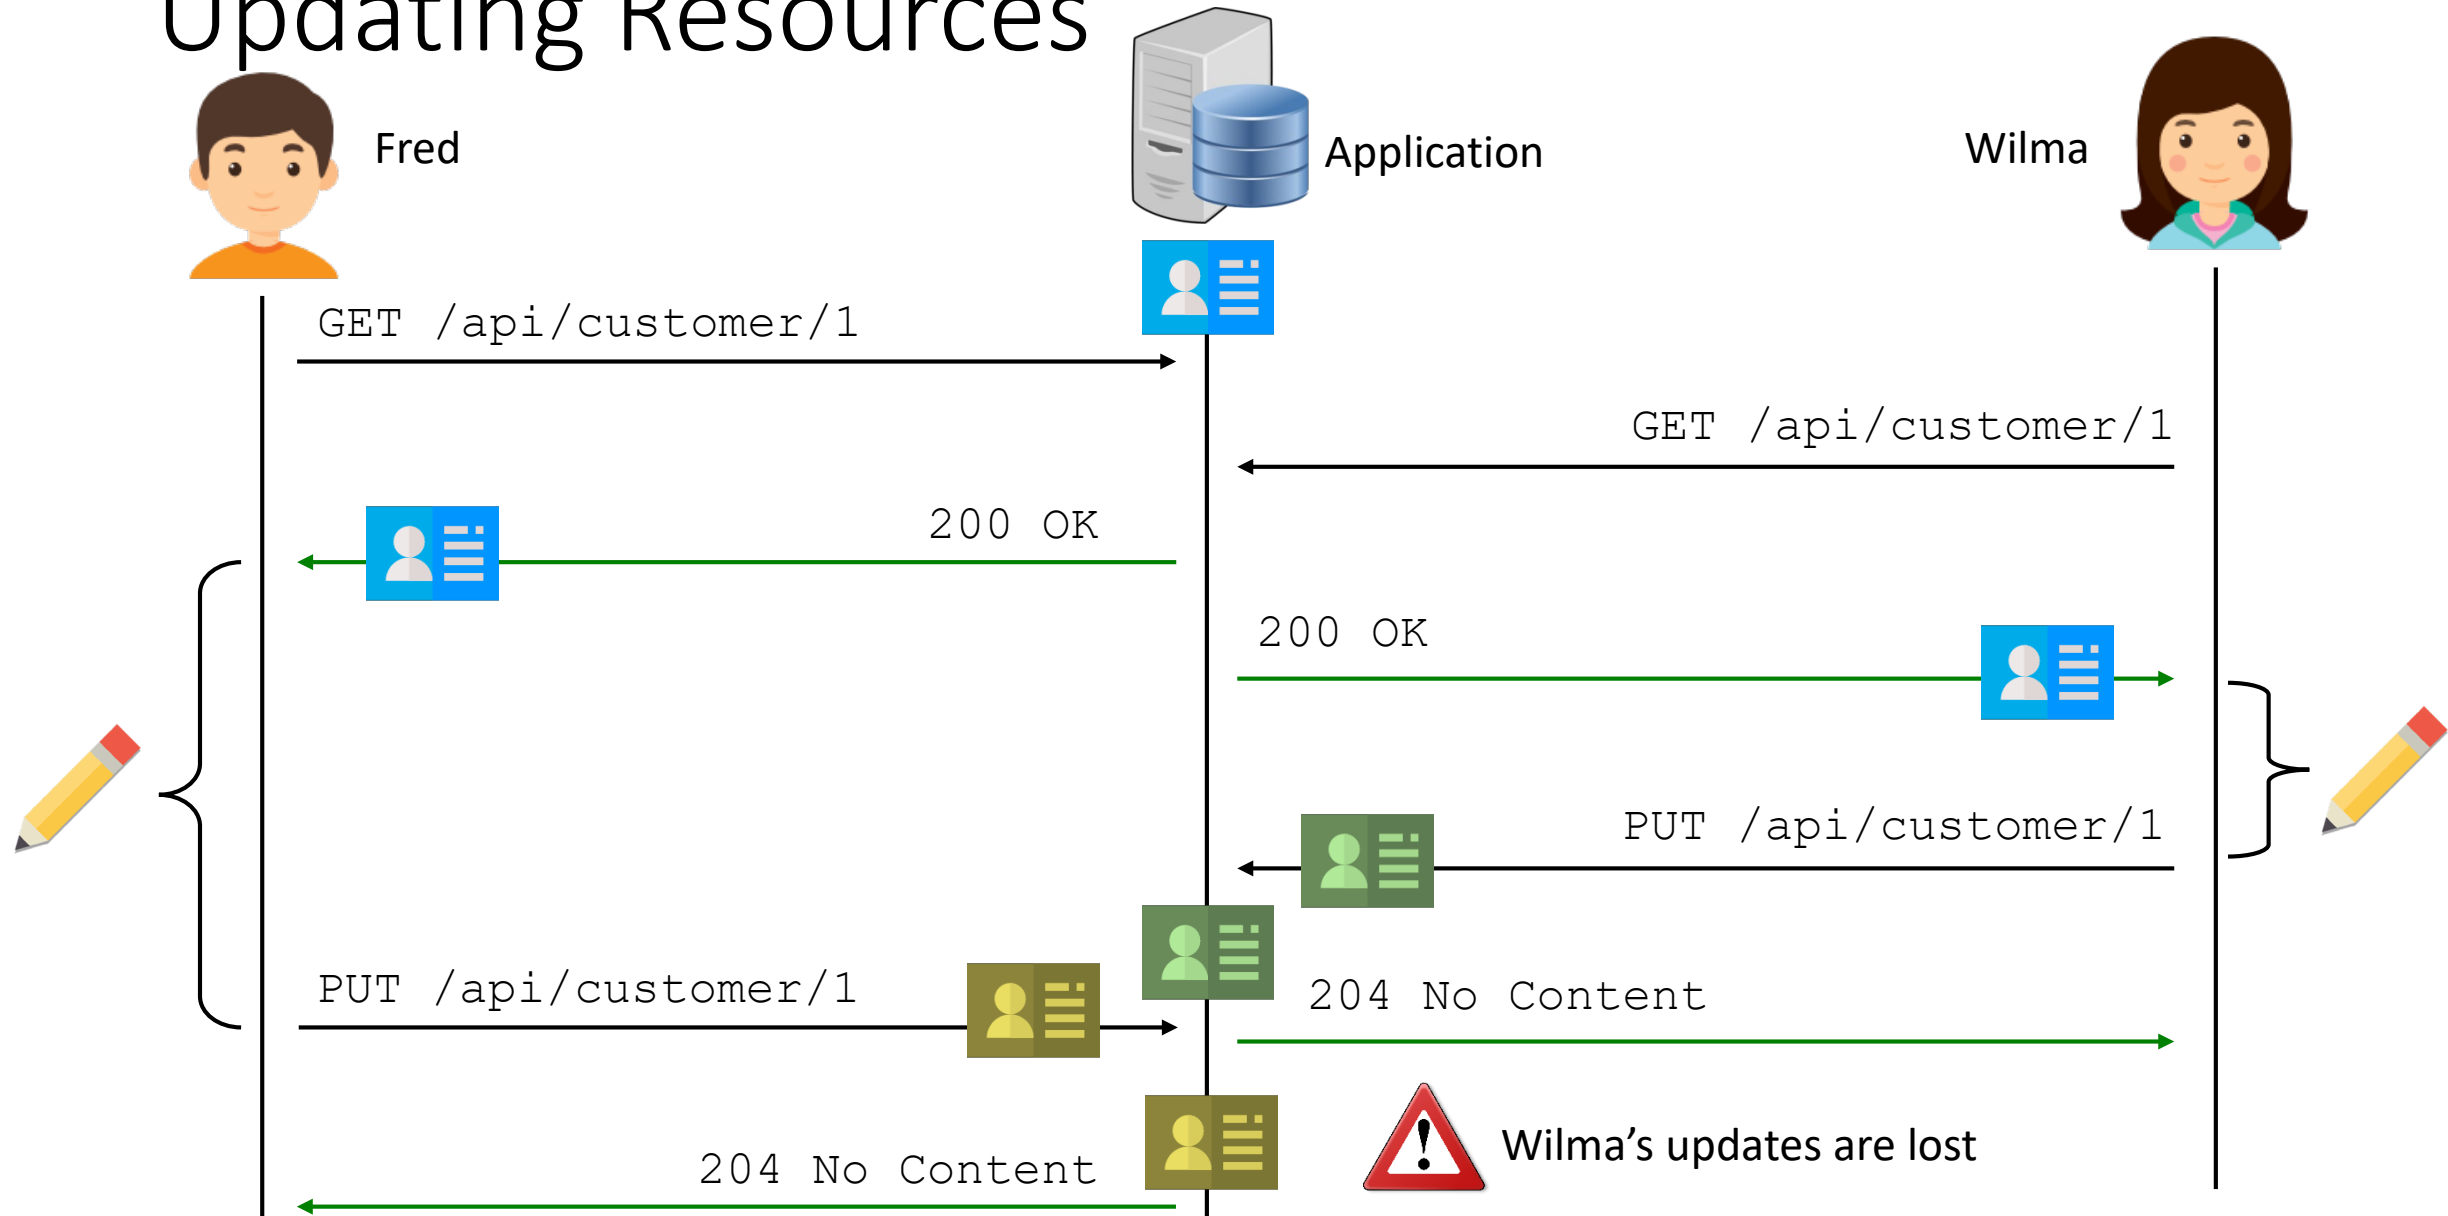 Updating Resources
Fred
Application
Wilma
GET /api/customer/1
GET /api/customer/1
200 OK
200 OK
PUT /api/customer/1
PUT /api/customer/1
204 No Content
Wilma’s updates are lost
204 No Content